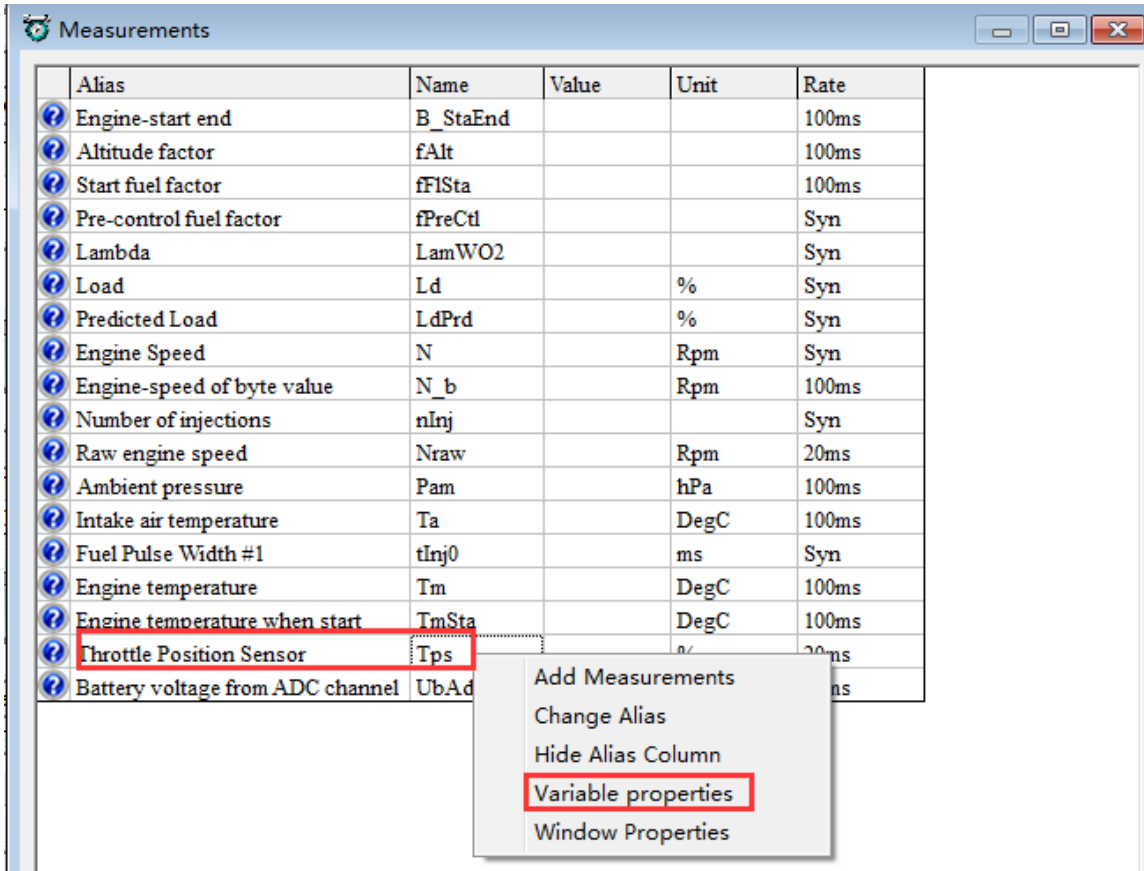 Measurements
Alias Name Value Unit Rate
Engine-start end B_StaEnd 100ms
Altitude factor fAlt 100ms
Start fuel factor fFlSta 100ms
Pre-control fuel factor fPreCtl Syn
Lambda LamWO2 Syn
Load Ld % Syn
Predicted Load LdPrd % Syn
Engine Speed N Rpm Syn
Engine-speed of byte value N_b Rpm 100ms
Number of injections nInj Syn
Raw engine speed Nraw Rpm 20ms
Ambient pressure Pam hPa 100ms
Intake air temperature Ta DegC 100ms
Fuel Pulse Width #1 tInj0 ms Syn
Engine temperature Tm DegC 100ms
Engine temperature when start TmSta DegC 100ms
Throttle Position Sensor Tps % 20ms
Battery voltage from ADC channel UbAd
Add Measurements
Change Alias
Hide Alias Column
Variable properties
Window Properties